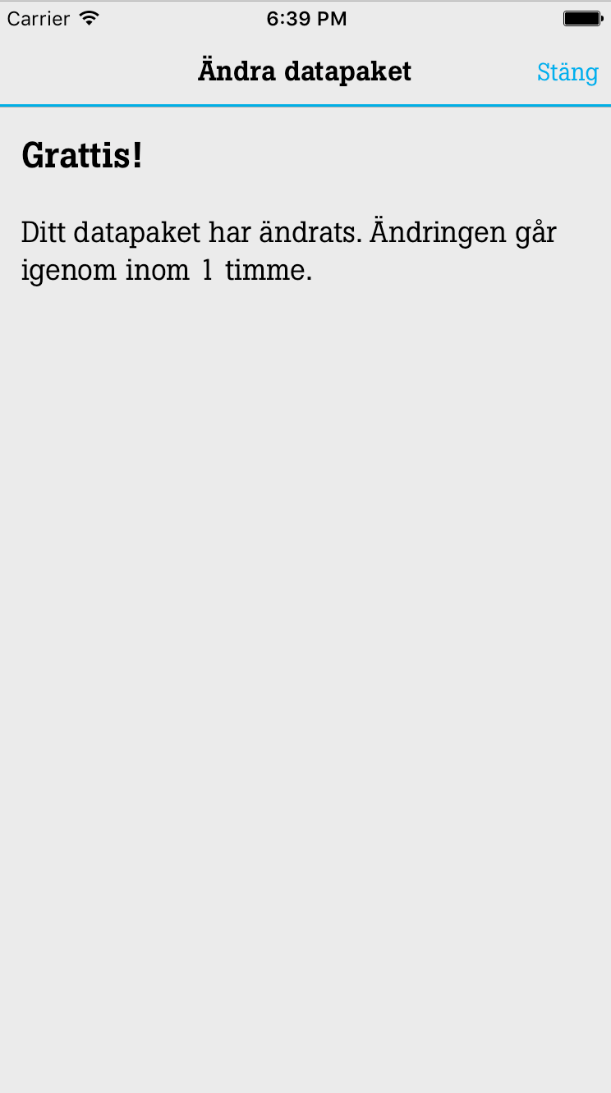 Carrier 6:39 PM
Ändra datapaket Stäng
Grattis!
Ditt datapaket har ändrats. Ändringen går
igenom inom 1 timme.